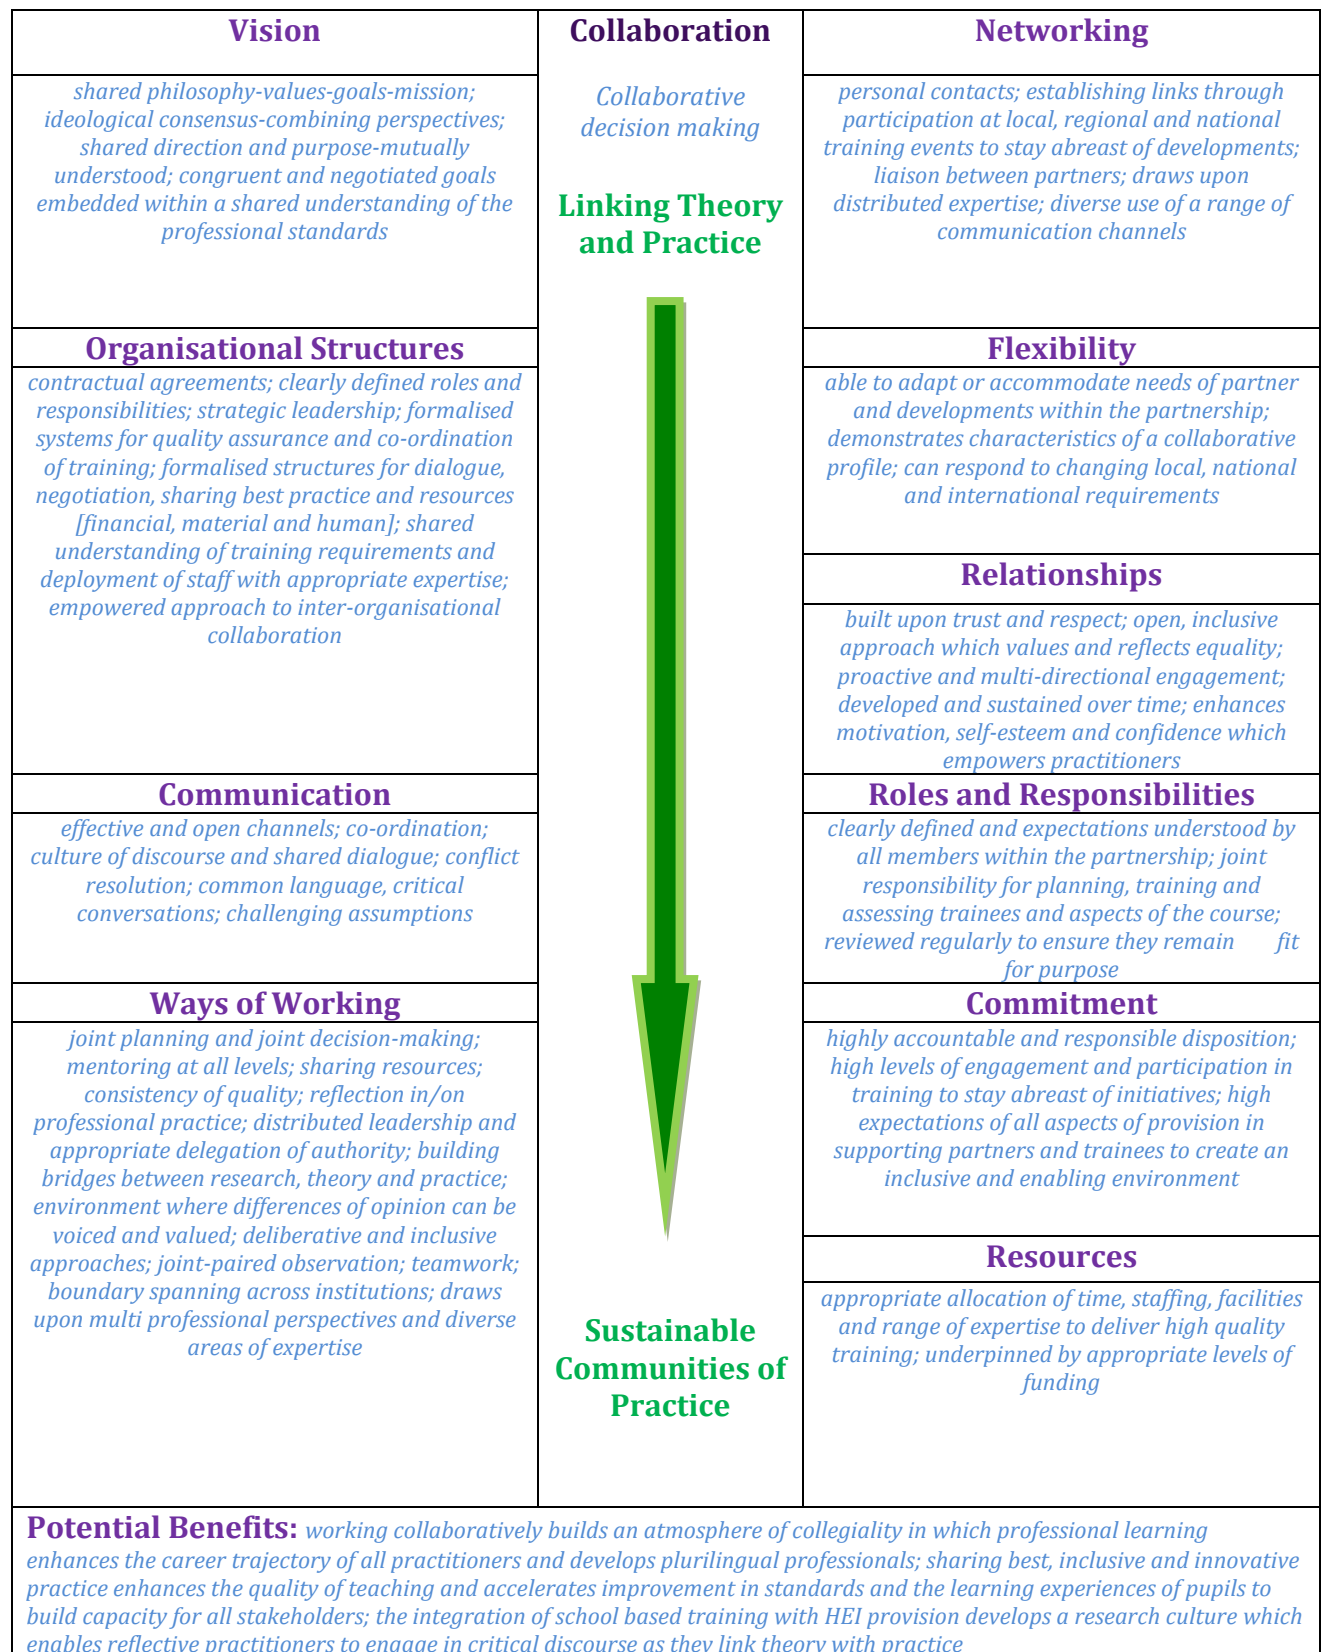 Vision
shared philosophy-values-goals-mission;
ideological consensus-combining perspectives;
shared direction and purpose-mutually
understood; congruent and negotiated goals
embedded within a shared understanding of the
professional standards
Organisational Structures
contractual agreements; clearly defined roles and
responsibilities; strategic leadership; formalised
systems for quality assurance and co-ordination
of training; formalised structures for dialogue,
negotiation, sharing best practice and resources
[financial, material and human]; shared
understanding of training requirements and
deployment of staff with appropriate expertise;
empowered approach to inter-organisational
collaboration
Communication
effective and open channels; co-ordination;
culture of discourse and shared dialogue; conflict
resolution; common language, critical
conversations; challenging assumptions
Ways of Working
joint planning and joint decision-making;
mentoring at all levels; sharing resources;
consistency of quality; reflection in/on
professional practice; distributed leadership and
appropriate delegation of authority; building
bridges between research, theory and practice;
environment where differences of opinion can be
voiced and valued; deliberative and inclusive
approaches; joint-paired observation; teamwork;
boundary spanning across institutions; draws
upon multi professional perspectives and diverse
areas of expertise
Collaboration
Collaborative
decision making
Linking Theory
and Practice
Sustainable
Communities of
Practice
Networking
personal contacts; establishing links through
participation at local, regional and national
training events to stay abreast of developments;
liaison between partners; draws upon
distributed expertise; diverse use of a range of
communication channels
Flexibility
able to adapt or accommodate needs of partner
and developments within the partnership;
demonstrates characteristics of a collaborative
profile; can respond to changing local, national
and international requirements
Relationships
built upon trust and respect; open, inclusive
approach which values and reflects equality;
proactive and multi-directional engagement;
developed and sustained over time; enhances
motivation, self-esteem and confidence which
empowers practitioners
Roles and Responsibilities
clearly defined and expectations understood by
all members within the partnership; joint
responsibility for planning, training and
assessing trainees and aspects of the course;
reviewed regularly to ensure they remain fit
for purpose
Commitment
highly accountable and responsible disposition;
high levels of engagement and participation in
training to stay abreast of initiatives; high
expectations of all aspects of provision in
supporting partners and trainees to create an
inclusive and enabling environment
Resources
appropriate allocation of time, staffing, facilities
and range of expertise to deliver high quality
training; underpinned by appropriate levels of
funding
Potential Benefits: working collaboratively builds an atmosphere of collegiality in which professional learning
enhances the career trajectory of all practitioners and develops plurilingual professionals; sharing best, inclusive and innovative
practice enhances the quality of teaching and accelerates improvement in standards and the learning experiences of pupils to
build capacity for all stakeholders; the integration of school based training with HEI provision develops a research culture which
enables reflective practitioners to engage in critical discourse as they link theory with practice